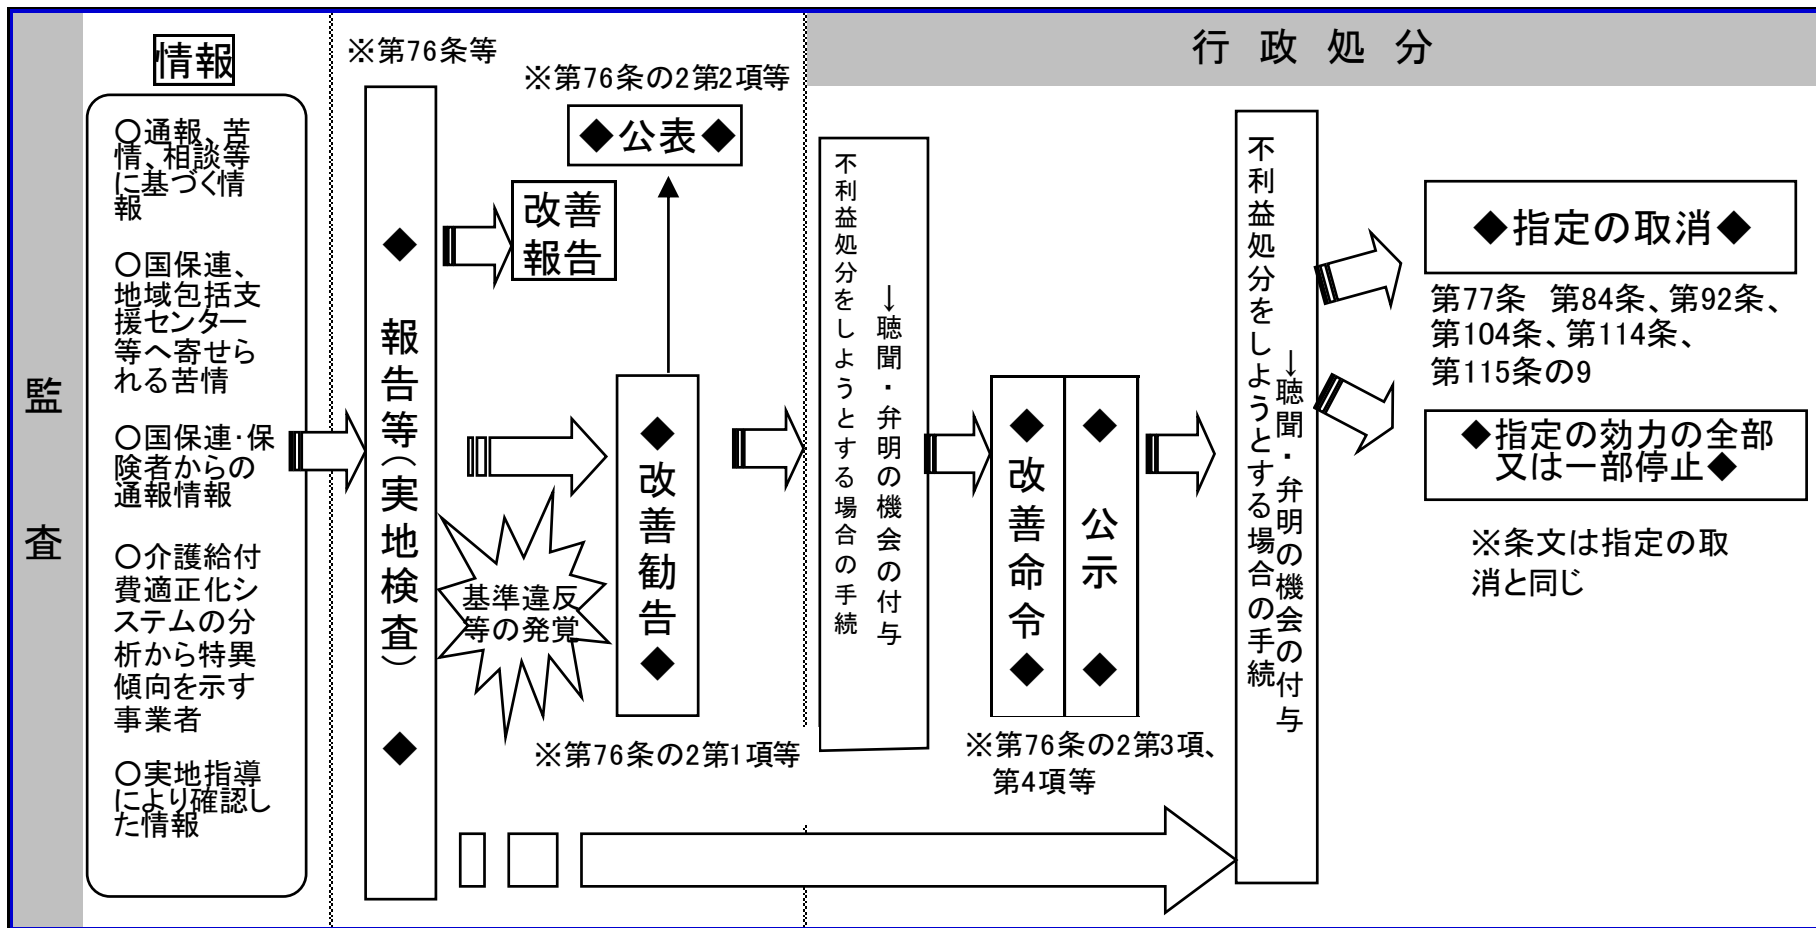 監査
情報
○通報、苦
情、相談等
に基づく情
報
○国保連、
地域包括支
援センター
等へ寄せら
れる苦情
○国保連･保
険者からの
通報情報
○介護給付
費適正化シ
ステムの分
析から特異
傾向を示す
事業者
○実地指導
により確認し
た情報
※第76条等
◆報告等(実地検査)◆
改善
報告
※第76条の2第2項等
◆公表◆
基準違反
等の発覚
◆改善勧告◆
※第76条の2第1項等
行政処分
不利益処分をしようとする場合の手続
→聴聞・弁明の機会の付与
◆改善命令◆
◆公示◆
※第76条の2第3項、
第4項等
不利益処分をしようとする場合の手続
→聴聞・弁明の機会の付与
◆指定の取消◆
第77条　第84条、第92条、
第104条、第114条、
第115条の9
◆指定の効力の全部
又は一部停止◆
※条文は指定の取
消と同じ